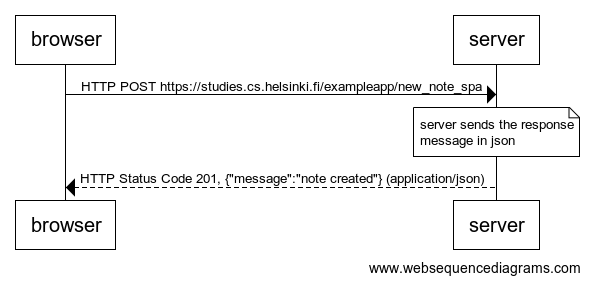 browser
server
HTTP POST https://studies.cs.helsinki.fi/exampleapp/new_note_spa
server sends the response
message in json
HTTP Status Code 201, {"message":"note created"} (application/json)
browser
server
www.websequencediagrams.com